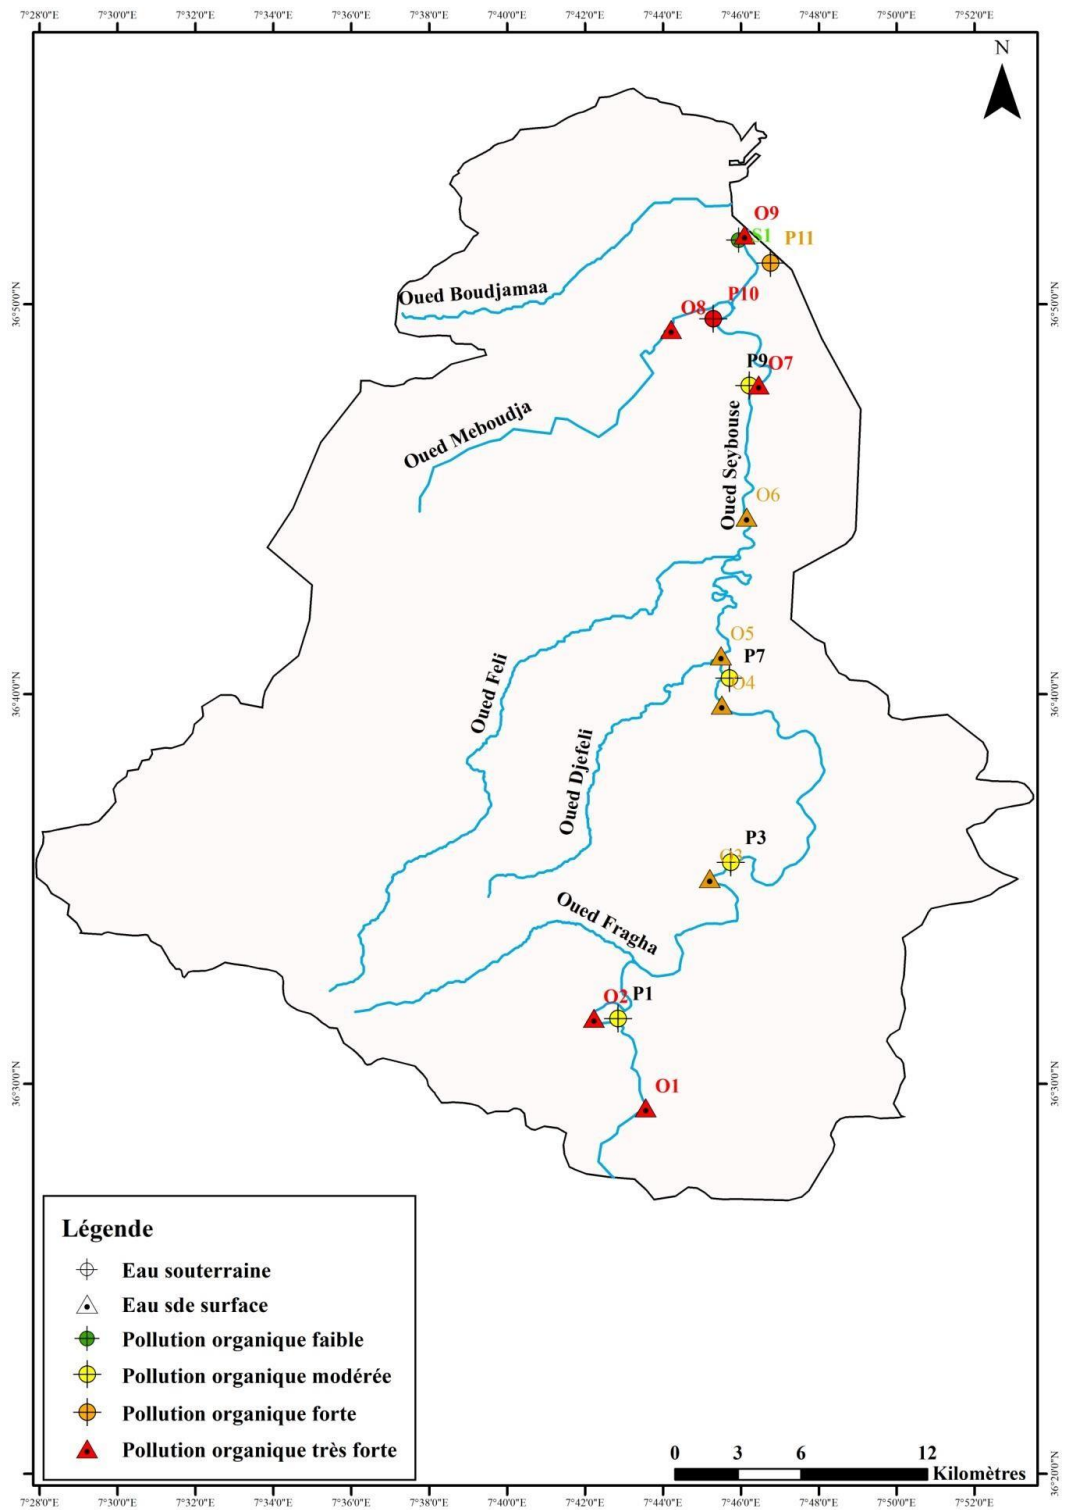 7°28'0"E 7°30'0"E 7°32'0"E 7°34'0"E 7°36'0"E 7°38'0"E 7°40'0"E 7°42'0"E 7°44'0"E 7°46'0"E 7°48'0"E 7°50'0"E 7°52'0"E
N
O9
S1
P11
Oued Boudjamaa
P10
O8
36°50'0"N
36°50'0"N
P9
O7
Oued Meboudja
Oued Seybouse
O6
O5
P7
Oued Feli
O4
36°40'0"N
36°40'0"N
Oued Djefeli
P3
O3
Oued Fragha
O2
P1
O1
36°30'0"N
36°30'0"N
Légende
Eau souterraine
Eau sde surface
Pollution organique faible
Pollution organique modérée
Pollution organique forte
Pollution organique très forte
0 3 6 12
Kilomètres
36°20'0"N
7°28'0"E 7°30'0"E 7°32'0"E 7°34'0"E 7°36'0"E 7°38'0"E 7°40'0"E 7°42'0"E 7°44'0"E 7°46'0"E 7°48'0"E 7°50'0"E 7°52'0"E